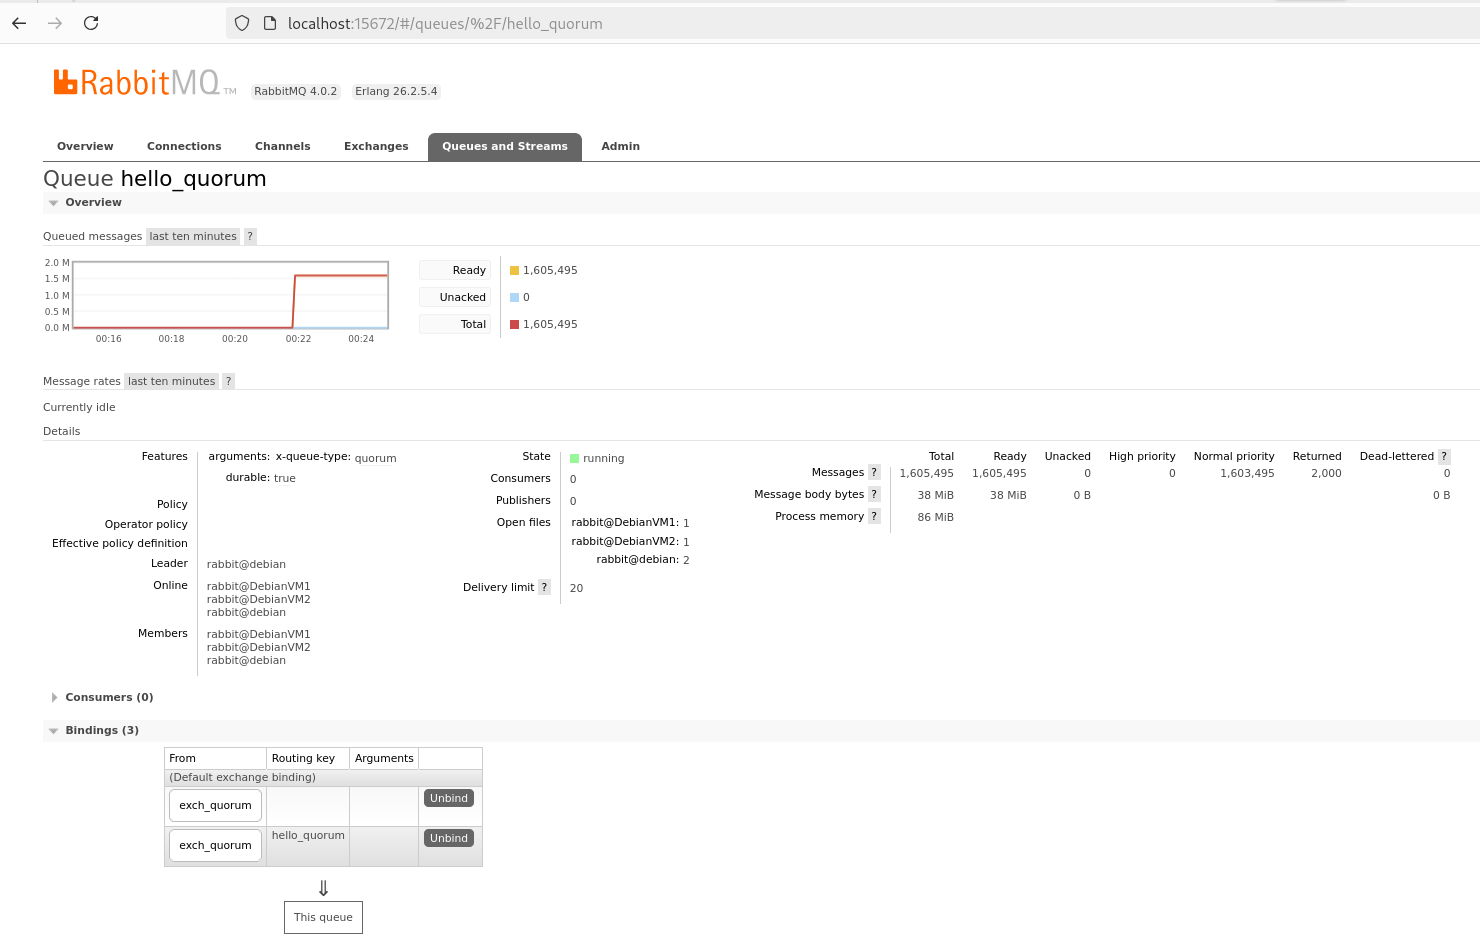 localhost:15672/#/queues/%2F/hello_quorum
RabbitMQ TM RabbitMQ 4.0.2 Erlang 26.2.5.4
Overview Connections Channels Exchanges Queues and Streams Admin
Queue hello_quorum
Overview
Queued messages last ten minutes ?
2.0 M
1.5 M
1.0 M
0.5 M
0.0 M
00:16 00:18 00:20 00:22 00:24
Ready 1,605,495
Unacked 0
Total 1,605,495
Message rates last ten minutes ?
Currently idle
Details
Features arguments: x-queue-type: quorum
durable: true
Policy
Operator policy
Effective policy definition
Leader rabbit@debian
Online rabbit@DebianVM1
rabbit@DebianVM2
rabbit@debian
Members rabbit@DebianVM1
rabbit@DebianVM2
rabbit@debian
State running
Consumers 0
Publishers 0
Open files rabbit@DebianVM1: 1
rabbit@DebianVM2: 1
rabbit@debian: 2
Delivery limit ? 20
Total Ready Unacked High priority Normal priority Returned Dead-lettered ?
Messages ? 1,605,495 1,605,495 0 0 1,603,495 2,000 0
Message body bytes ? 38 MiB 38 MiB 0 B 0 B
Process memory ? 86 MiB
Consumers (0)
Bindings (3)
From Routing key Arguments
(Default exchange binding)
exch_quorum Unbind
exch_quorum hello_quorum Unbind
⇓
This queue